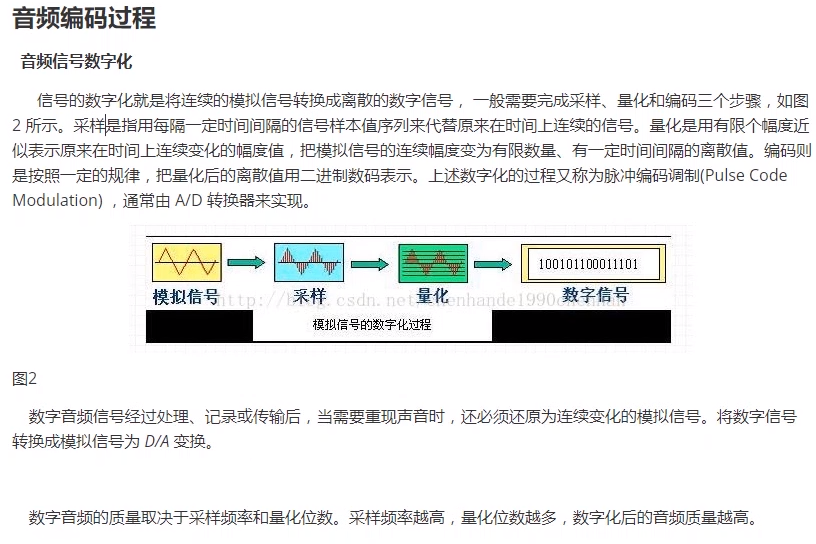 音频编码过程
音频信号数字化
信号的数字化就是将连续的模拟信号转换成离散的数字信号，一般需要完成采样、量化和编码三个步骤，如图
2 所示。采样是指用每隔一定时间间隔的信号样本值序列来代替原来在时间上连续的信号。量化是用有限个幅度近
似表示原来在时间上连续变化的幅度值，把模拟信号的连续幅度变为有限数量、有一定时间间隔的离散值。编码则
是按照一定的规律，把量化后的离散值用二进制数码表示。上述数字化的过程又称为脉冲编码调制(Pulse Code
Modulation) ，通常由 A/D 转换器来实现。
100101100011101
模拟信号 采样 量化 数字信号
http://blog.csdn.net/
模拟信号的数字化过程
图2
数字音频信号经过处理、记录或传输后，当需要重现声音时，还必须还原为连续变化的模拟信号。将数字信号
转换成模拟信号为 D/A 变换。
数字音频的质量取决于采样频率和量化位数。采样频率越高，量化位数越多，数字化后的音频质量越高。